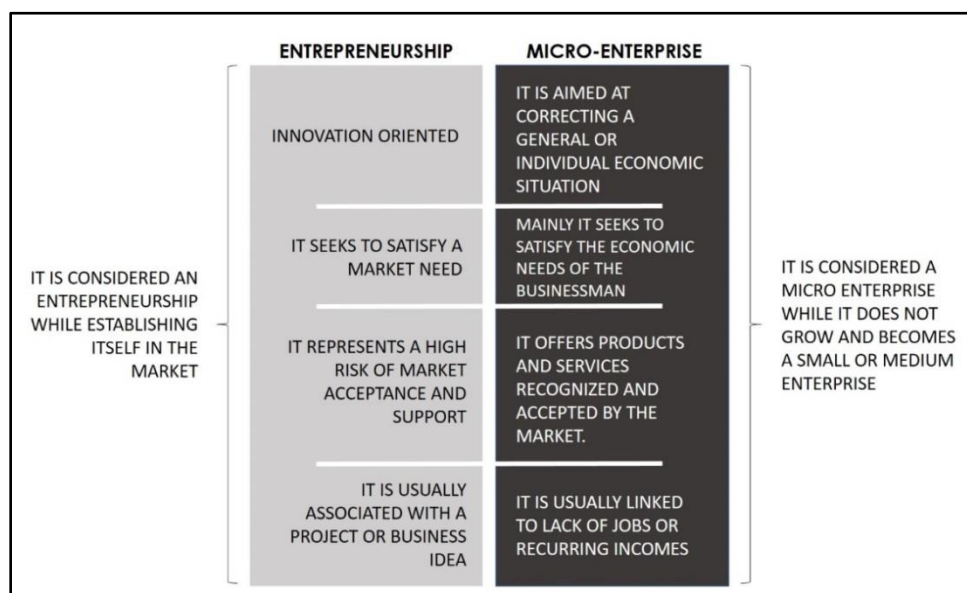 ENTREPRENEURSHIP
MICRO-ENTERPRISE
IT IS CONSIDERED AN
ENTREPRENEURSHIP
WHILE ESTABLISHING
ITSELF IN THE
MARKET
INNOVATION ORIENTED
IT IS AIMED AT
CORRECTING A
GENERAL OR
INDIVIDUAL ECONOMIC
SITUATION
IT SEEKS TO SATISFY A
MARKET NEED
MAINLY IT SEEKS TO
SATISFY THE ECONOMIC
NEEDS OF THE
BUSINESSMAN
IT REPRESENTS A HIGH
RISK OF MARKET
ACCEPTANCE AND
SUPPORT
IT OFFERS PRODUCTS
AND SERVICES
RECOGNIZED AND
ACCEPTED BY THE
MARKET.
IT IS USUALLY
ASSOCIATED WITH A
PROJECT OR BUSINESS
IDEA
IT IS USUALLY LINKED
TO LACK OF JOBS OR
RECURRING INCOMES
IT IS CONSIDERED A
MICRO ENTERPRISE
WHILE IT DOES NOT
GROW AND BECOMES
A SMALL OR MEDIUM
ENTERPRISE